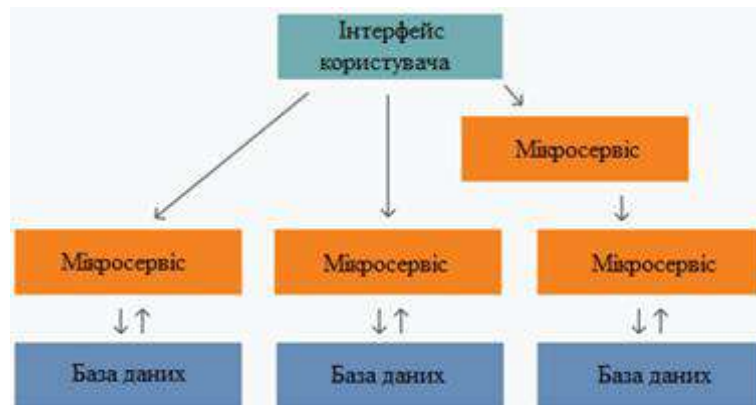 Інтерфейс
користувача
Мікросервіс
Мікросервіс
Мікросервіс
Мікросервіс
База даних
База даних
База даних